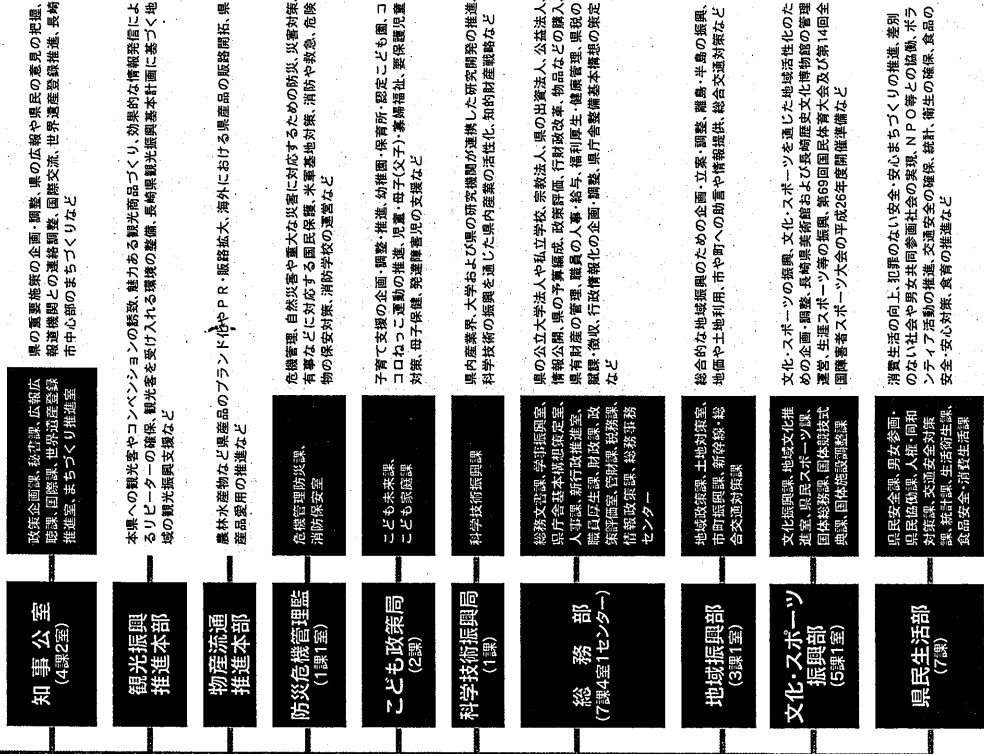 知事公室
(4課2室)
政策企画課、秘書課、広報広
聴課、国際課、世界遺産登録
推進室、まちづくり推進室
県の重要施策の企画・調整、県の広報や県民の意見の把握、
報道機関との連絡調整、国際交流、世界遺産登録推進、長崎
市中心部のまちづくりなど
観光振興
推進本部
本県への観光客やコンベンションの誘致、魅力ある観光商品づくり、効果的な情報発信によ
るリピーターの確保、観光客を受け入れる環境の整備、長崎県観光振興基本計画に基づく地
域の観光振興支援など
物産流通
推進本部
農林水産物など県産品のブランド化やPR・販路拡大、海外における県産品の販路開拓、県
産品愛用の推進など
防災危機管理監
(1課1室)
危機管理防災課、
消防保安室
危機管理、自然災害や重大な災害に対応するための防災、災害対策
有事などに対応する国民保護、米軍基地対策、消防や救急、危険
物の保安対策、消防学校の運営など
こども政策局
(2課)
こども未来課、
こども家庭課
子育て支援の企画・調整・推進、幼稚園・保育所・認定こども園、コ
コロねっこ運動の推進、児童・母子(父子)・寡婦福祉、要保護児童
対策、母子保健、発達障害児の支援など
科学技術振興局
(1課)
科学技術振興課
県内産業界、大学および県の研究機関が連携した研究開発の推進、
科学技術の振興を通じた県内産業の活性化、知的財産戦略など
総務部
(7課4室1センター)
総務文書課、学事振興室、
県庁舎基本構想策定室、
人事課、新行政推進室、
職員厚生課、財政課、政
策評価室、管財課、税務課、
情報政策課、総務事務
センター
県の公立大学法人や私立学校、宗教法人、県の出資法人、公益法人、
情報公開、県の予算編成、政策評価、行財政改革、物品などの購入、
県有財産の管理、職員の人事・給与、福利厚生・健康管理、県税の
賦課・徴収、行政情報化の企画・調整、県庁舎整備基本構想の策定
など
地域振興部
(3課1室)
地域政策課、土地対策室、
市町振興課、新幹線・総
合交通対策課
総合的な地域振興のための企画・立案・調整、離島・半島の振興、
地価や土地利用、市や町への助言や情報提供、総合交通対策など
文化・スポーツ
振興部
(5課1室)
文化振興課、地域文化推
進室、県民スポーツ課、
国体総務課、国体競技式
典課、国体施設調整課
文化・スポーツの振興、文化・スポーツを通じた地域活性化のた
めの企画・調整、長崎県美術館および長崎歴史文化博物館の管理
運営、生涯スポーツ等の振興、第69回国民体育大会及び第14回全
国障害者スポーツ大会の平成26年度開催準備など
県民生活部
(7課)
県民安全課、男女参画・
県民協働課、人権・同和
対策課、交通安全対策
課、統計課、生活衛生課、
食品安全・消費生活課
消費生活の向上、犯罪のない安全・安心まちづくりの推進、差別
のない社会や男女共同参画社会の実現、NPO等との協働、ボラ
ンティア活動の推進、交通安全の確保、統計、衛生の確保、食品の
安全・安心対策、食育の推進など